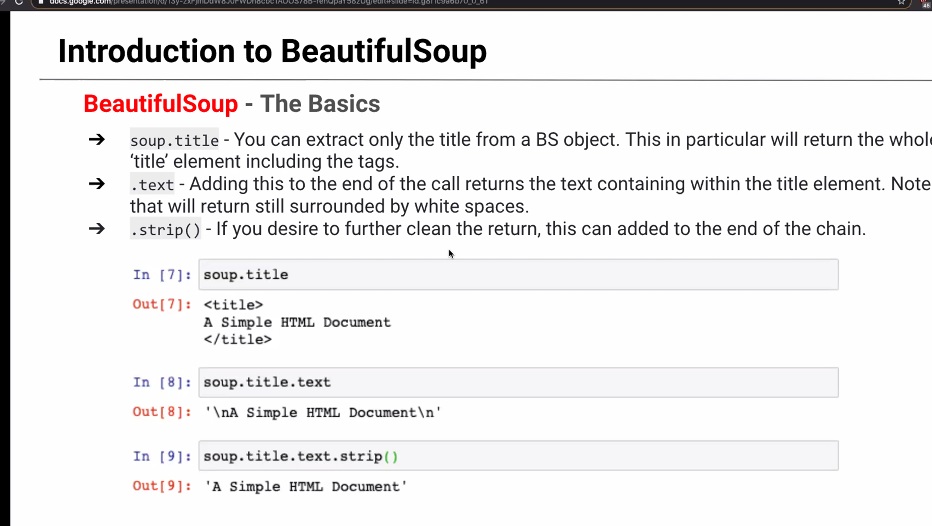 Introduction to BeautifulSoup
BeautifulSoup - The Basics
➔ soup.title - You can extract only the title from a BS object. This in particular will return the whole
‘title’ element including the tags.
➔ .text - Adding this to the end of the call returns the text containing within the title element. Note
that will return still surrounded by white spaces.
➔ .strip() - If you desire to further clean the return, this can added to the end of the chain.
In [7]: soup.title
Out[7]: <title>
A Simple HTML Document
</title>
In [8]: soup.title.text
Out[8]: '\nA Simple HTML Document\n'
In [9]: soup.title.text.strip()
Out[9]: 'A Simple HTML Document'